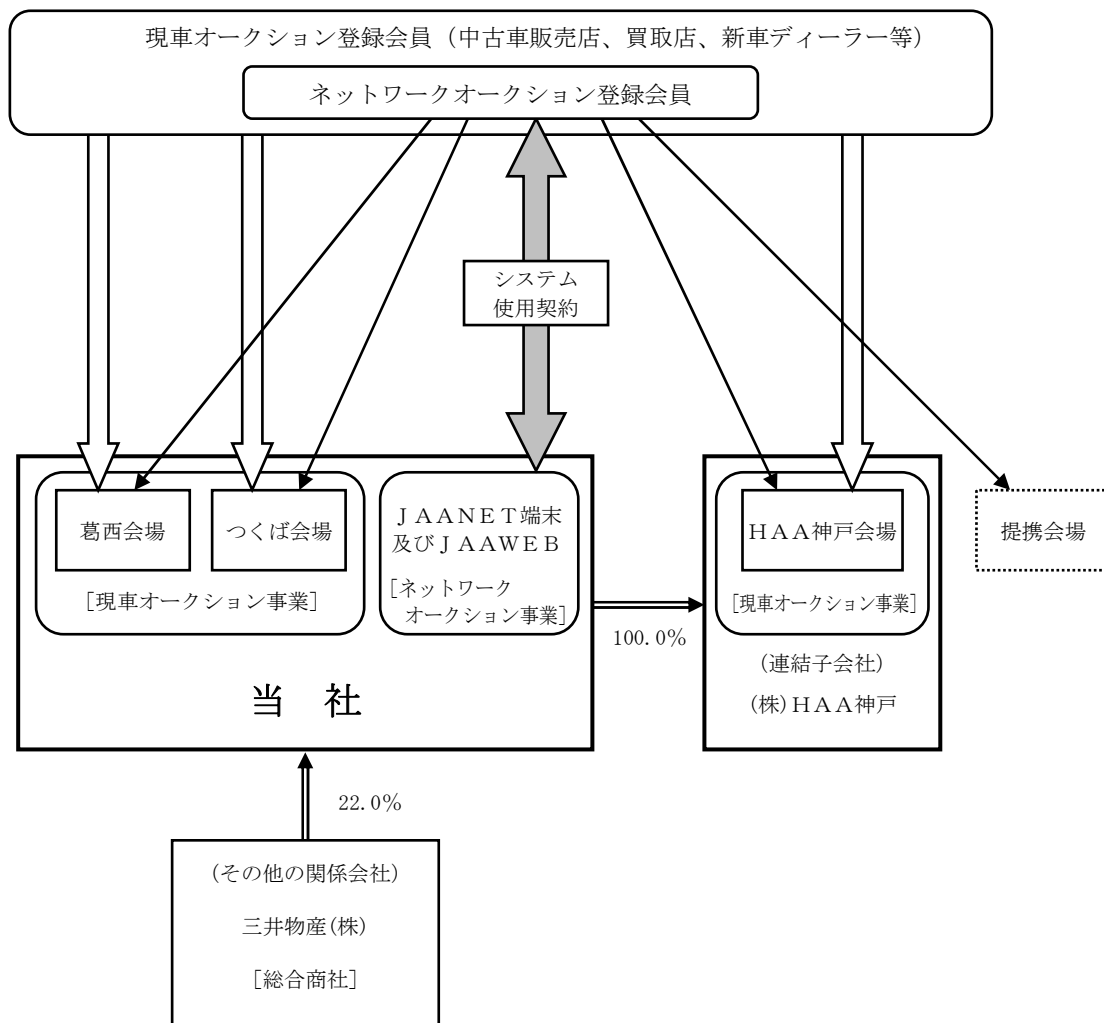 現車オークション登録会員（中古車販売店、買取店、新車ディーラー等）
ネットワークオークション登録会員
システム
使用契約
葛西会場
つくば会場
[現車オークション事業]
ＪＡＡＮＥＴ端末
及びＪＡＡＷＥＢ
[ネットワーク
オークション事業]
100.0％
ＨＡＡ神戸会場
[現車オークション事業]
(連結子会社)
(株)ＨＡＡ神戸
提携会場
当　社
22.0％
(その他の関係会社)
三井物産(株)
[総合商社]